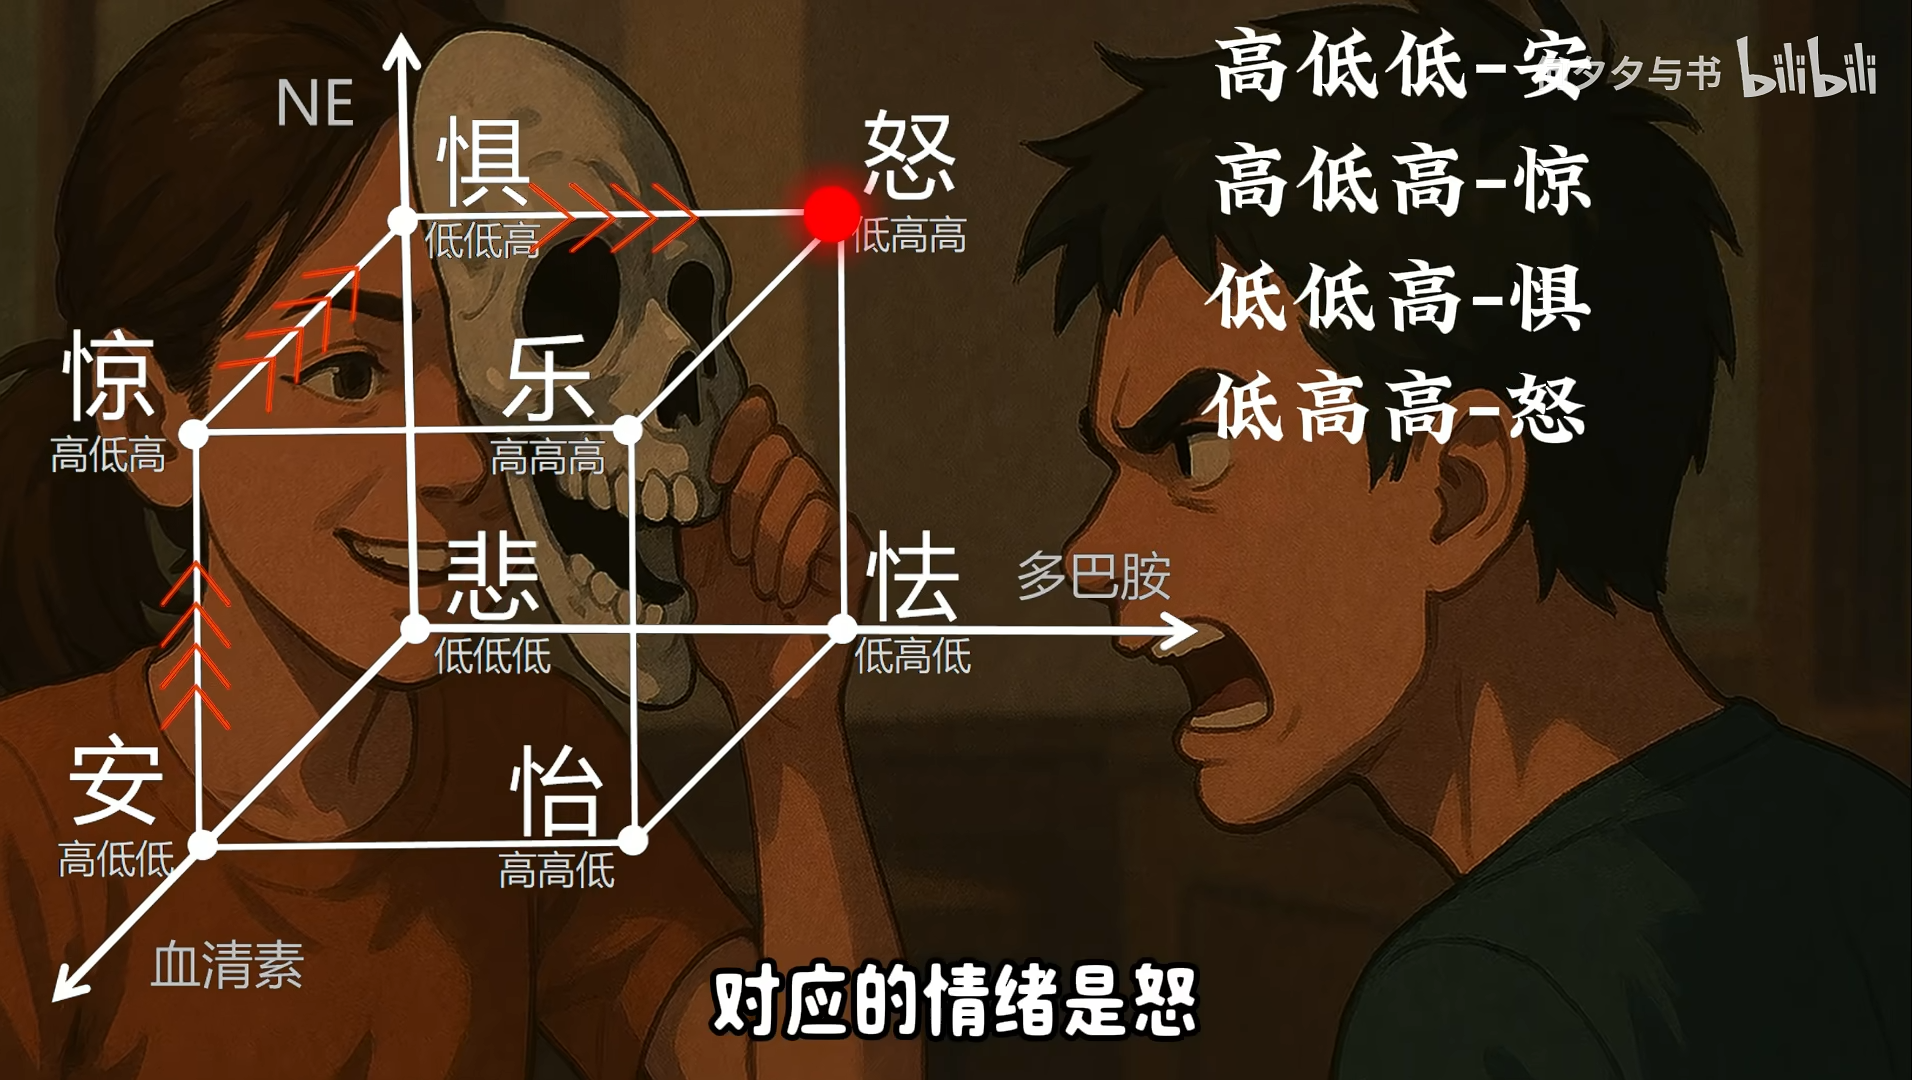 NE
惧
低低高
怒
低高高
惊
高低高
乐
高高高
悲
低低低
怯
低高低
多巴胺
安
高低低
怡
高高低
血清素
高低低-安
高低高-惊
低低高-惧
低高高-怒
夕夕与书 bilibili
对应的情绪是怒